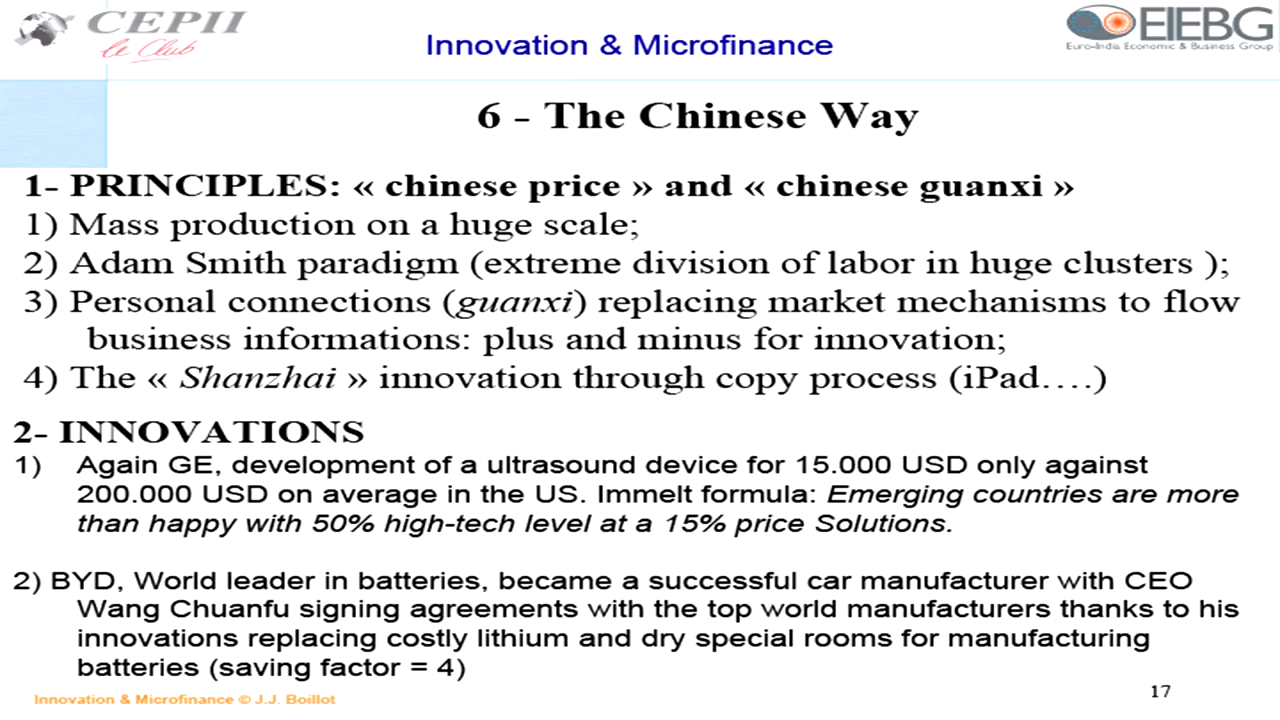 CEPII
le Club
Innovation & Microfinance
EIEBG
Euro-India Economic & Business Group
6 - The Chinese Way
1- PRINCIPLES: « chinese price » and « chinese guanxi »
1) Mass production on a huge scale;
2) Adam Smith paradigm (extreme division of labor in huge clusters );
3) Personal connections (guanxi) replacing market mechanisms to flow
business informations: plus and minus for innovation;
4) The « Shanzhai » innovation through copy process (iPad….)
2- INNOVATIONS
1) Again GE, development of a ultrasound device for 15.000 USD only against
200.000 USD on average in the US. Immelt formula: Emerging countries are more
than happy with 50% high-tech level at a 15% price Solutions.
2) BYD, World leader in batteries, became a successful car manufacturer with CEO
Wang Chuanfu signing agreements with the top world manufacturers thanks to his
innovations replacing costly lithium and dry special rooms for manufacturing
batteries (saving factor = 4)
Innovation & Microfinance © J.J. Boillot
17